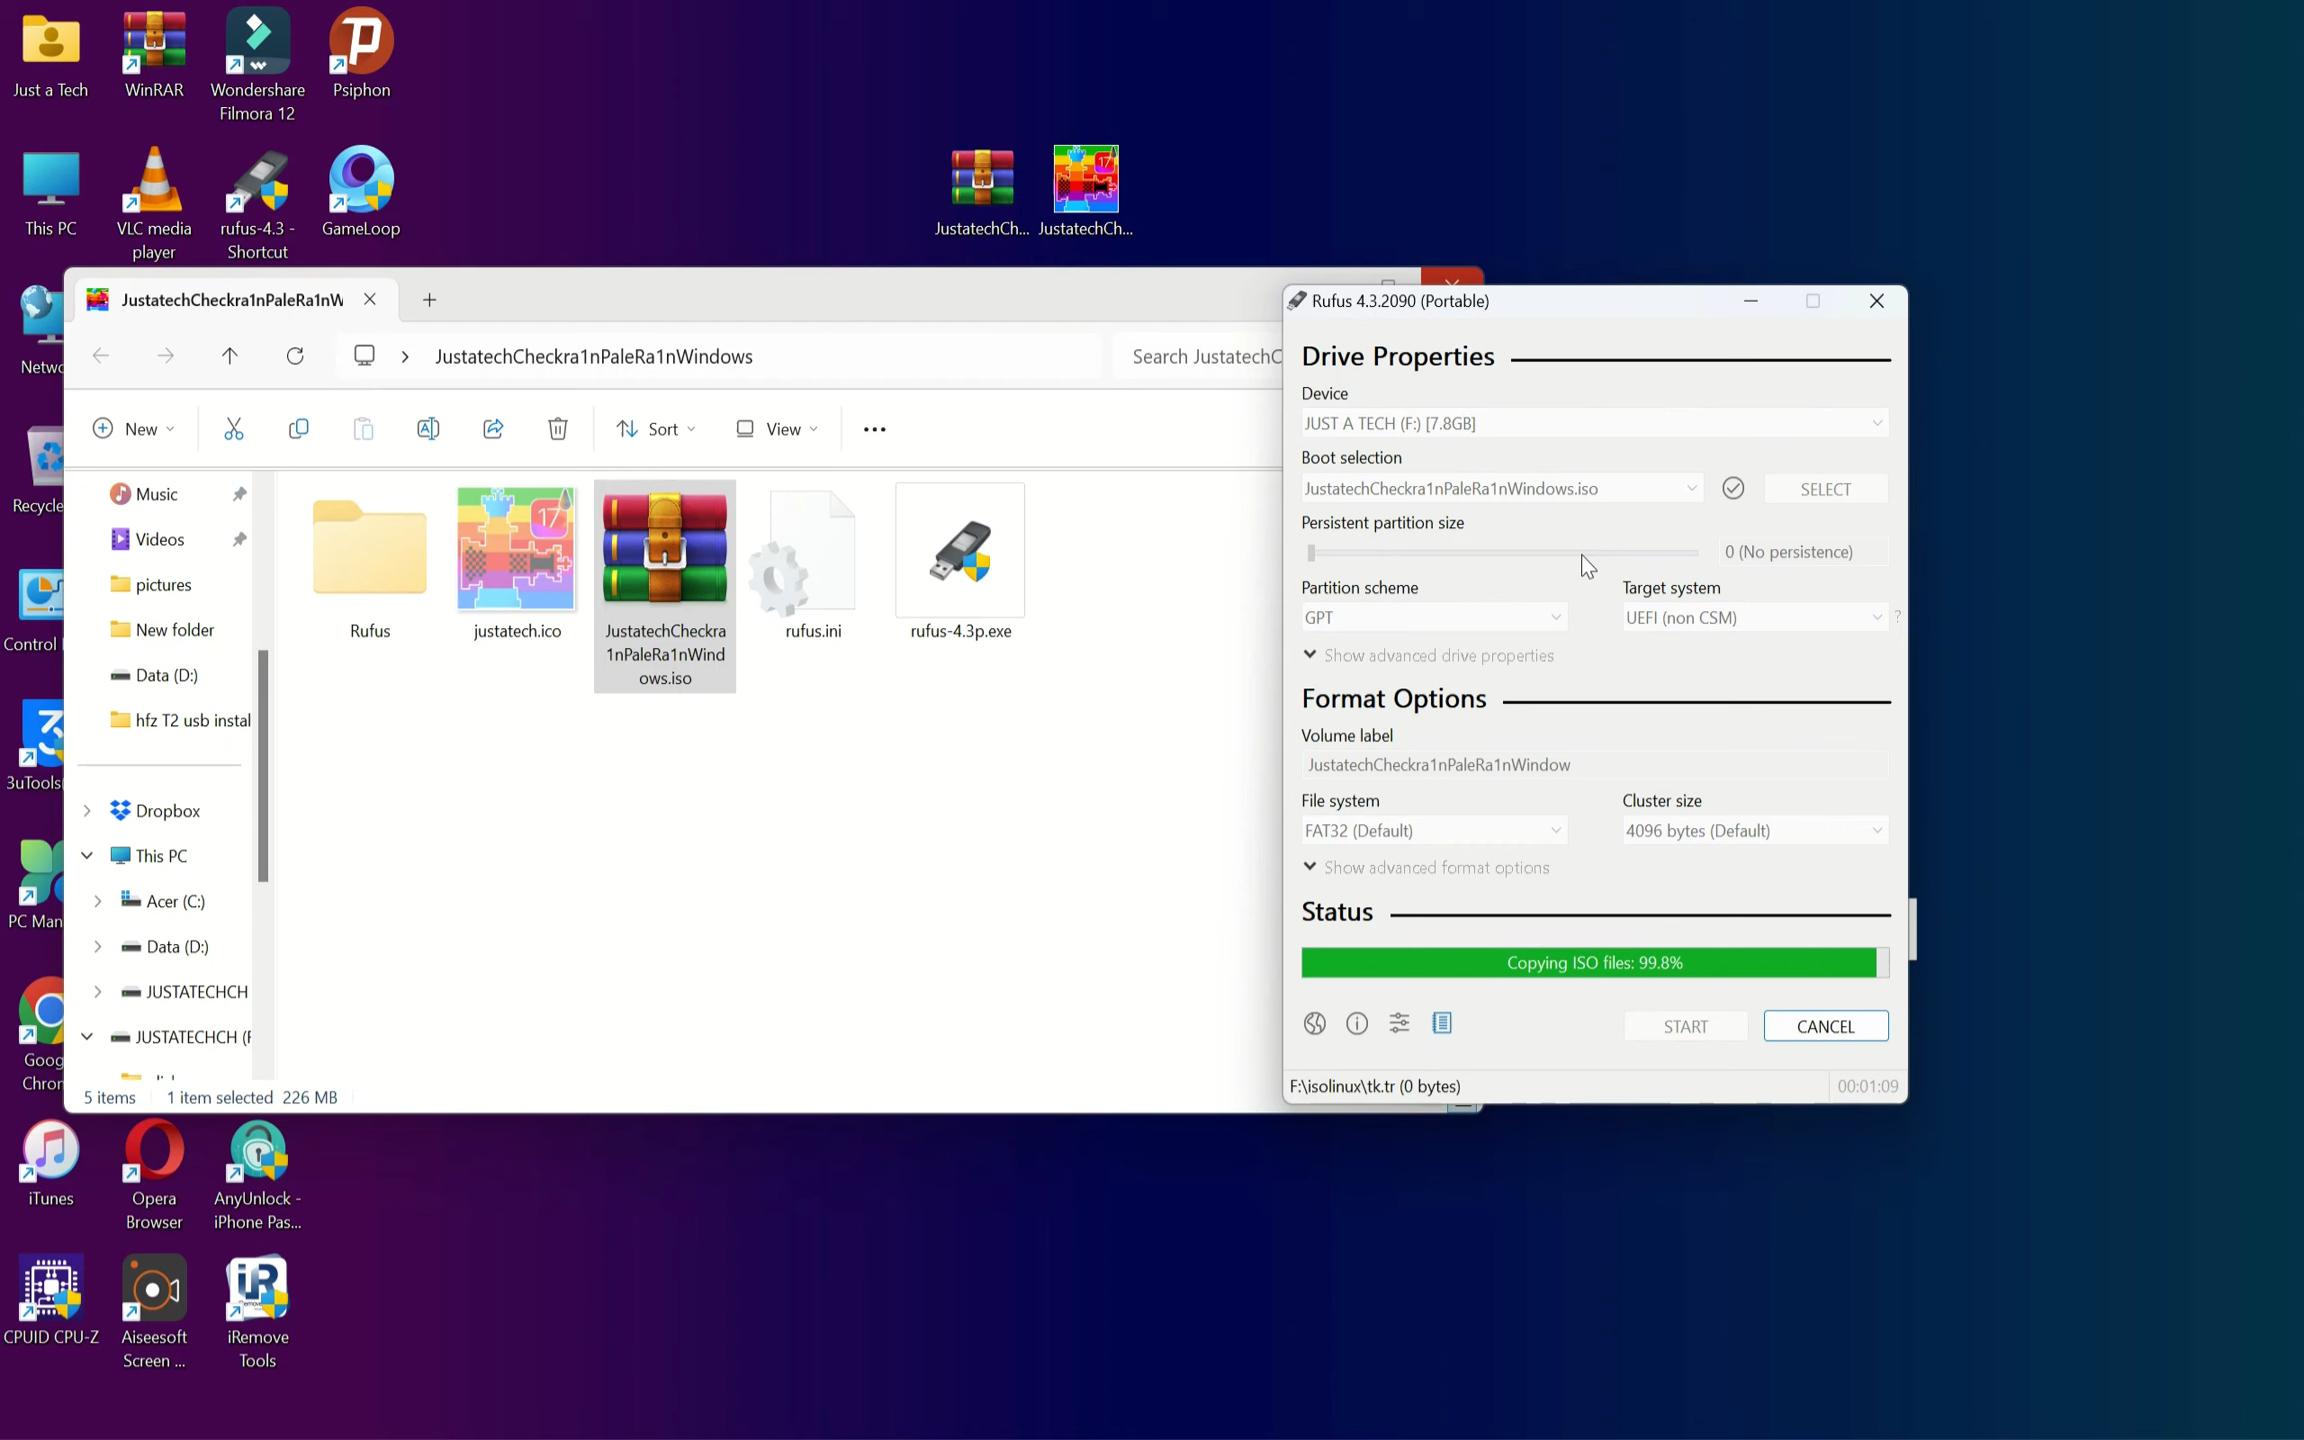 Just a Tech
WinRAR
Wondershare
Filmora 12
Psiphon
This PC
VLC media
player
rufus-4.3 -
Shortcut
GameLoop
JustatechCh...
JustatechCh...
17
Netwo
Recycle
Control
3uTools
PC Man
Goog
Chron
iTunes
Opera
Browser
AnyUnlock -
iPhone Pas...
CPUID CPU-Z
Aiseesoft
Screen ...
iRemove
Tools
JustatechCheckra1nPaleRa1nW
JustatechCheckra1nPaleRa1nWindows
Search JustatechC
New
Sort
View
Music
Videos
pictures
New folder
Data (D:)
hfz T2 usb instal
Dropbox
This PC
Acer (C:)
Data (D:)
JUSTATECHCH
JUSTATECHCH (F
Rufus
17
justatech.ico
JustatechCheckra
1nPaleRa1nWind
ows.iso
rufus.ini
rufus-4.3p.exe
5 items
1 item selected 226 MB
Rufus 4.3.2090 (Portable)
Drive Properties
Device
JUST A TECH (F:) [7.8GB]
Boot selection
JustatechCheckra1nPaleRa1nWindows.iso
SELECT
Persistent partition size
0 (No persistence)
Partition scheme
Target system
GPT
UEFI (non CSM)
?
Show advanced drive properties
Format Options
Volume label
JustatechCheckra1nPaleRa1nWindow
File system
Cluster size
FAT32 (Default)
4096 bytes (Default)
Show advanced format options
Status
Copying ISO files: 99.8%
START
CANCEL
F:\isolinux\tk.tr (0 bytes)
00:01:09